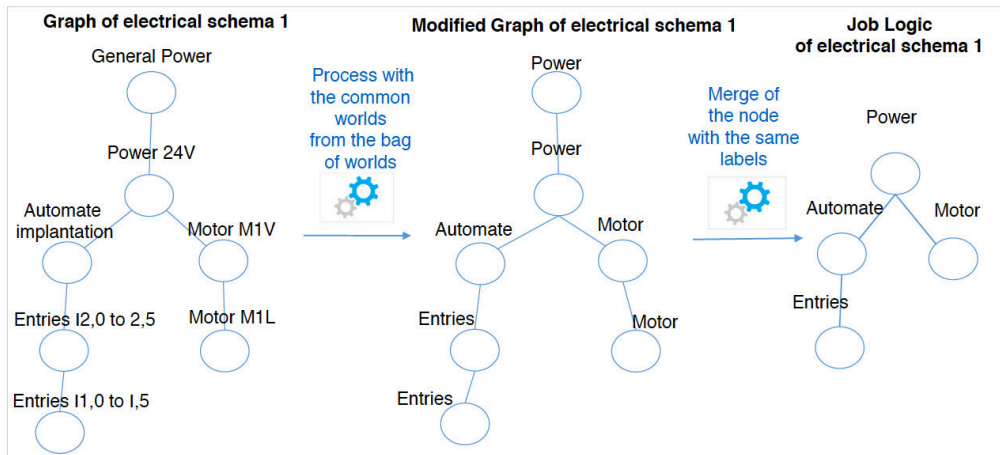 Graph of electrical schema 1
General Power
Power 24V
Automate
implantation
Motor M1V
Entries I2,0 to 2,5
Motor M1L
Entries I1,0 to I,5
Process with
the common
worlds
from the bag
of worlds
Modified Graph of electrical schema 1
Power
Power
Automate
Motor
Entries
Motor
Entries
Merge of
the node
with the same
labels
Job Logic
of electrical schema 1
Power
Automate
Motor
Entries